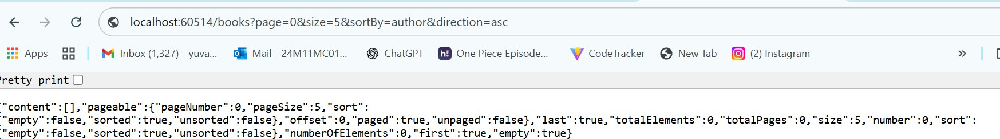 localhost:60514/books?page=0&size=5&sortBy=author&direction=asc
Apps Inbox (1,327) - yuva... Mail - 24M11MC01... ChatGPT h! One Piece Episode... CodeTracker New Tab (2) Instagram »
Pretty print
{"content":[],"pageable":{"pageNumber":0,"pageSize":5,"sort":
{"empty":false,"sorted":true,"unsorted":false},"offset":0,"paged":true,"unpaged":false},"last":true,"totalElements":0,"totalPages":0,"size":5,"number":0,"sort":
{"empty":false,"sorted":true,"unsorted":false},"numberOfElements":0,"first":true,"empty":true}